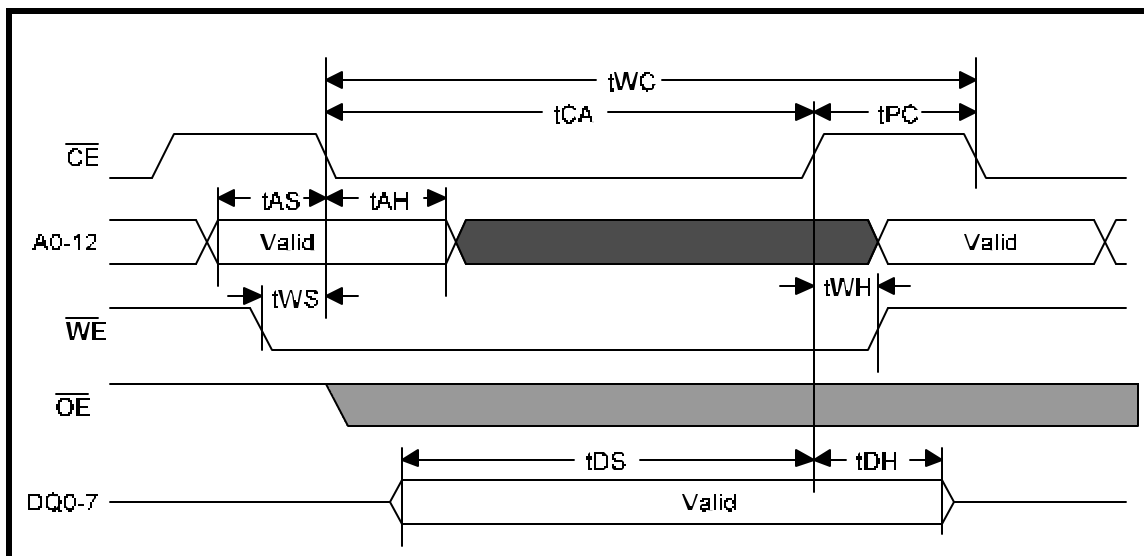 tWC
tCA tPC
CE
tAS tAH
A0-12 Valid Valid
tWS tWH
WE
OE
tDS tDH
DQ0-7 Valid